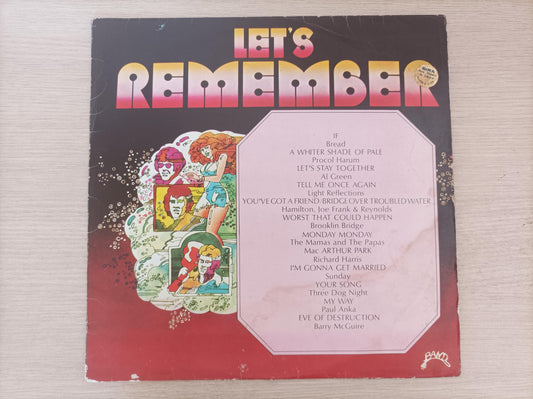 LET'S
REMEMBER
IF
Bread
A WHITER SHADE OF PALE
Procol Harum
LET'S STAY TOGETHER
Al Green
TELL ME ONCE AGAIN
Light Reflections
YOU'VE GOT A FRIEND-BRIDGE OVER TROUBLED WATER
Hamilton, Joe Frank & Reynolds
WORST THAT COULD HAPPEN
Brooklin Bridge
MONDAY MONDAY
The Mamas and The Papas
Mac ARTHUR PARK
Richard Harris
I'M GONNA GET MARRIED
Sunday
YOUR SONG
Three Dog Night
MY WAY
Paul Anka
EVE OF DESTRUCTION
Barry McGuire